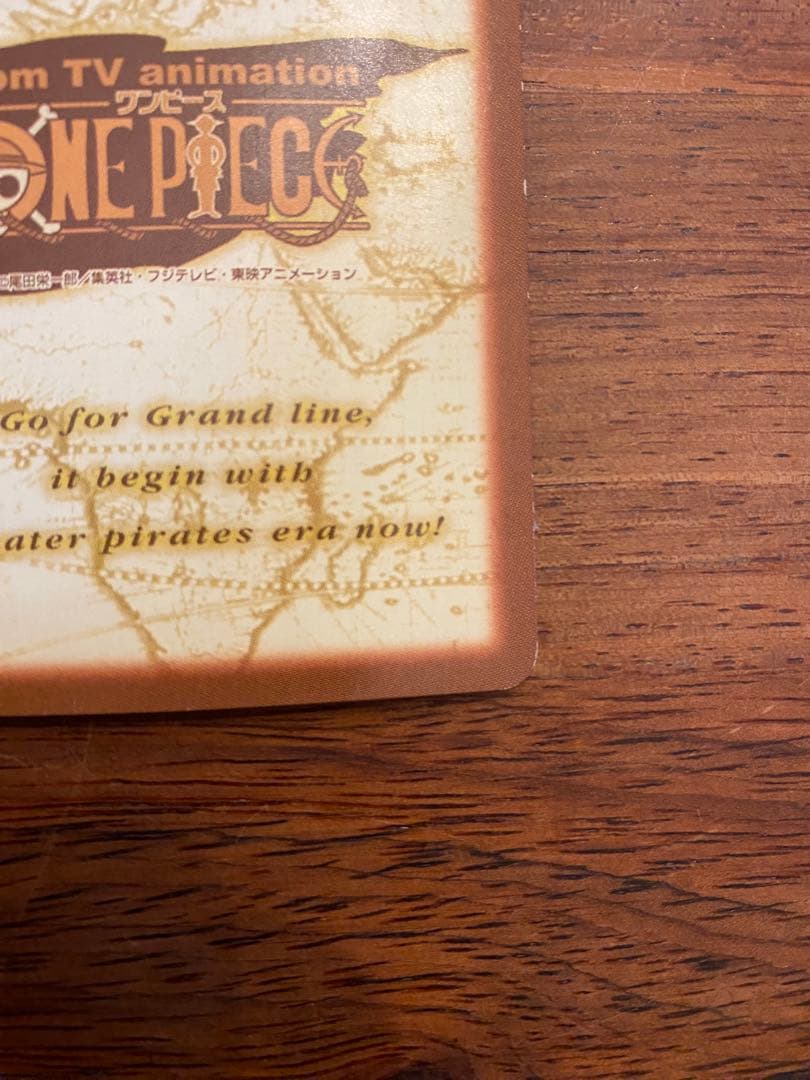 om TV animation
ワンピース
ONE PIECE
©尾田栄一郎／集英社・フジテレビ・東映アニメーション
Go for Grand line,
it begin with
ater pirates era now!